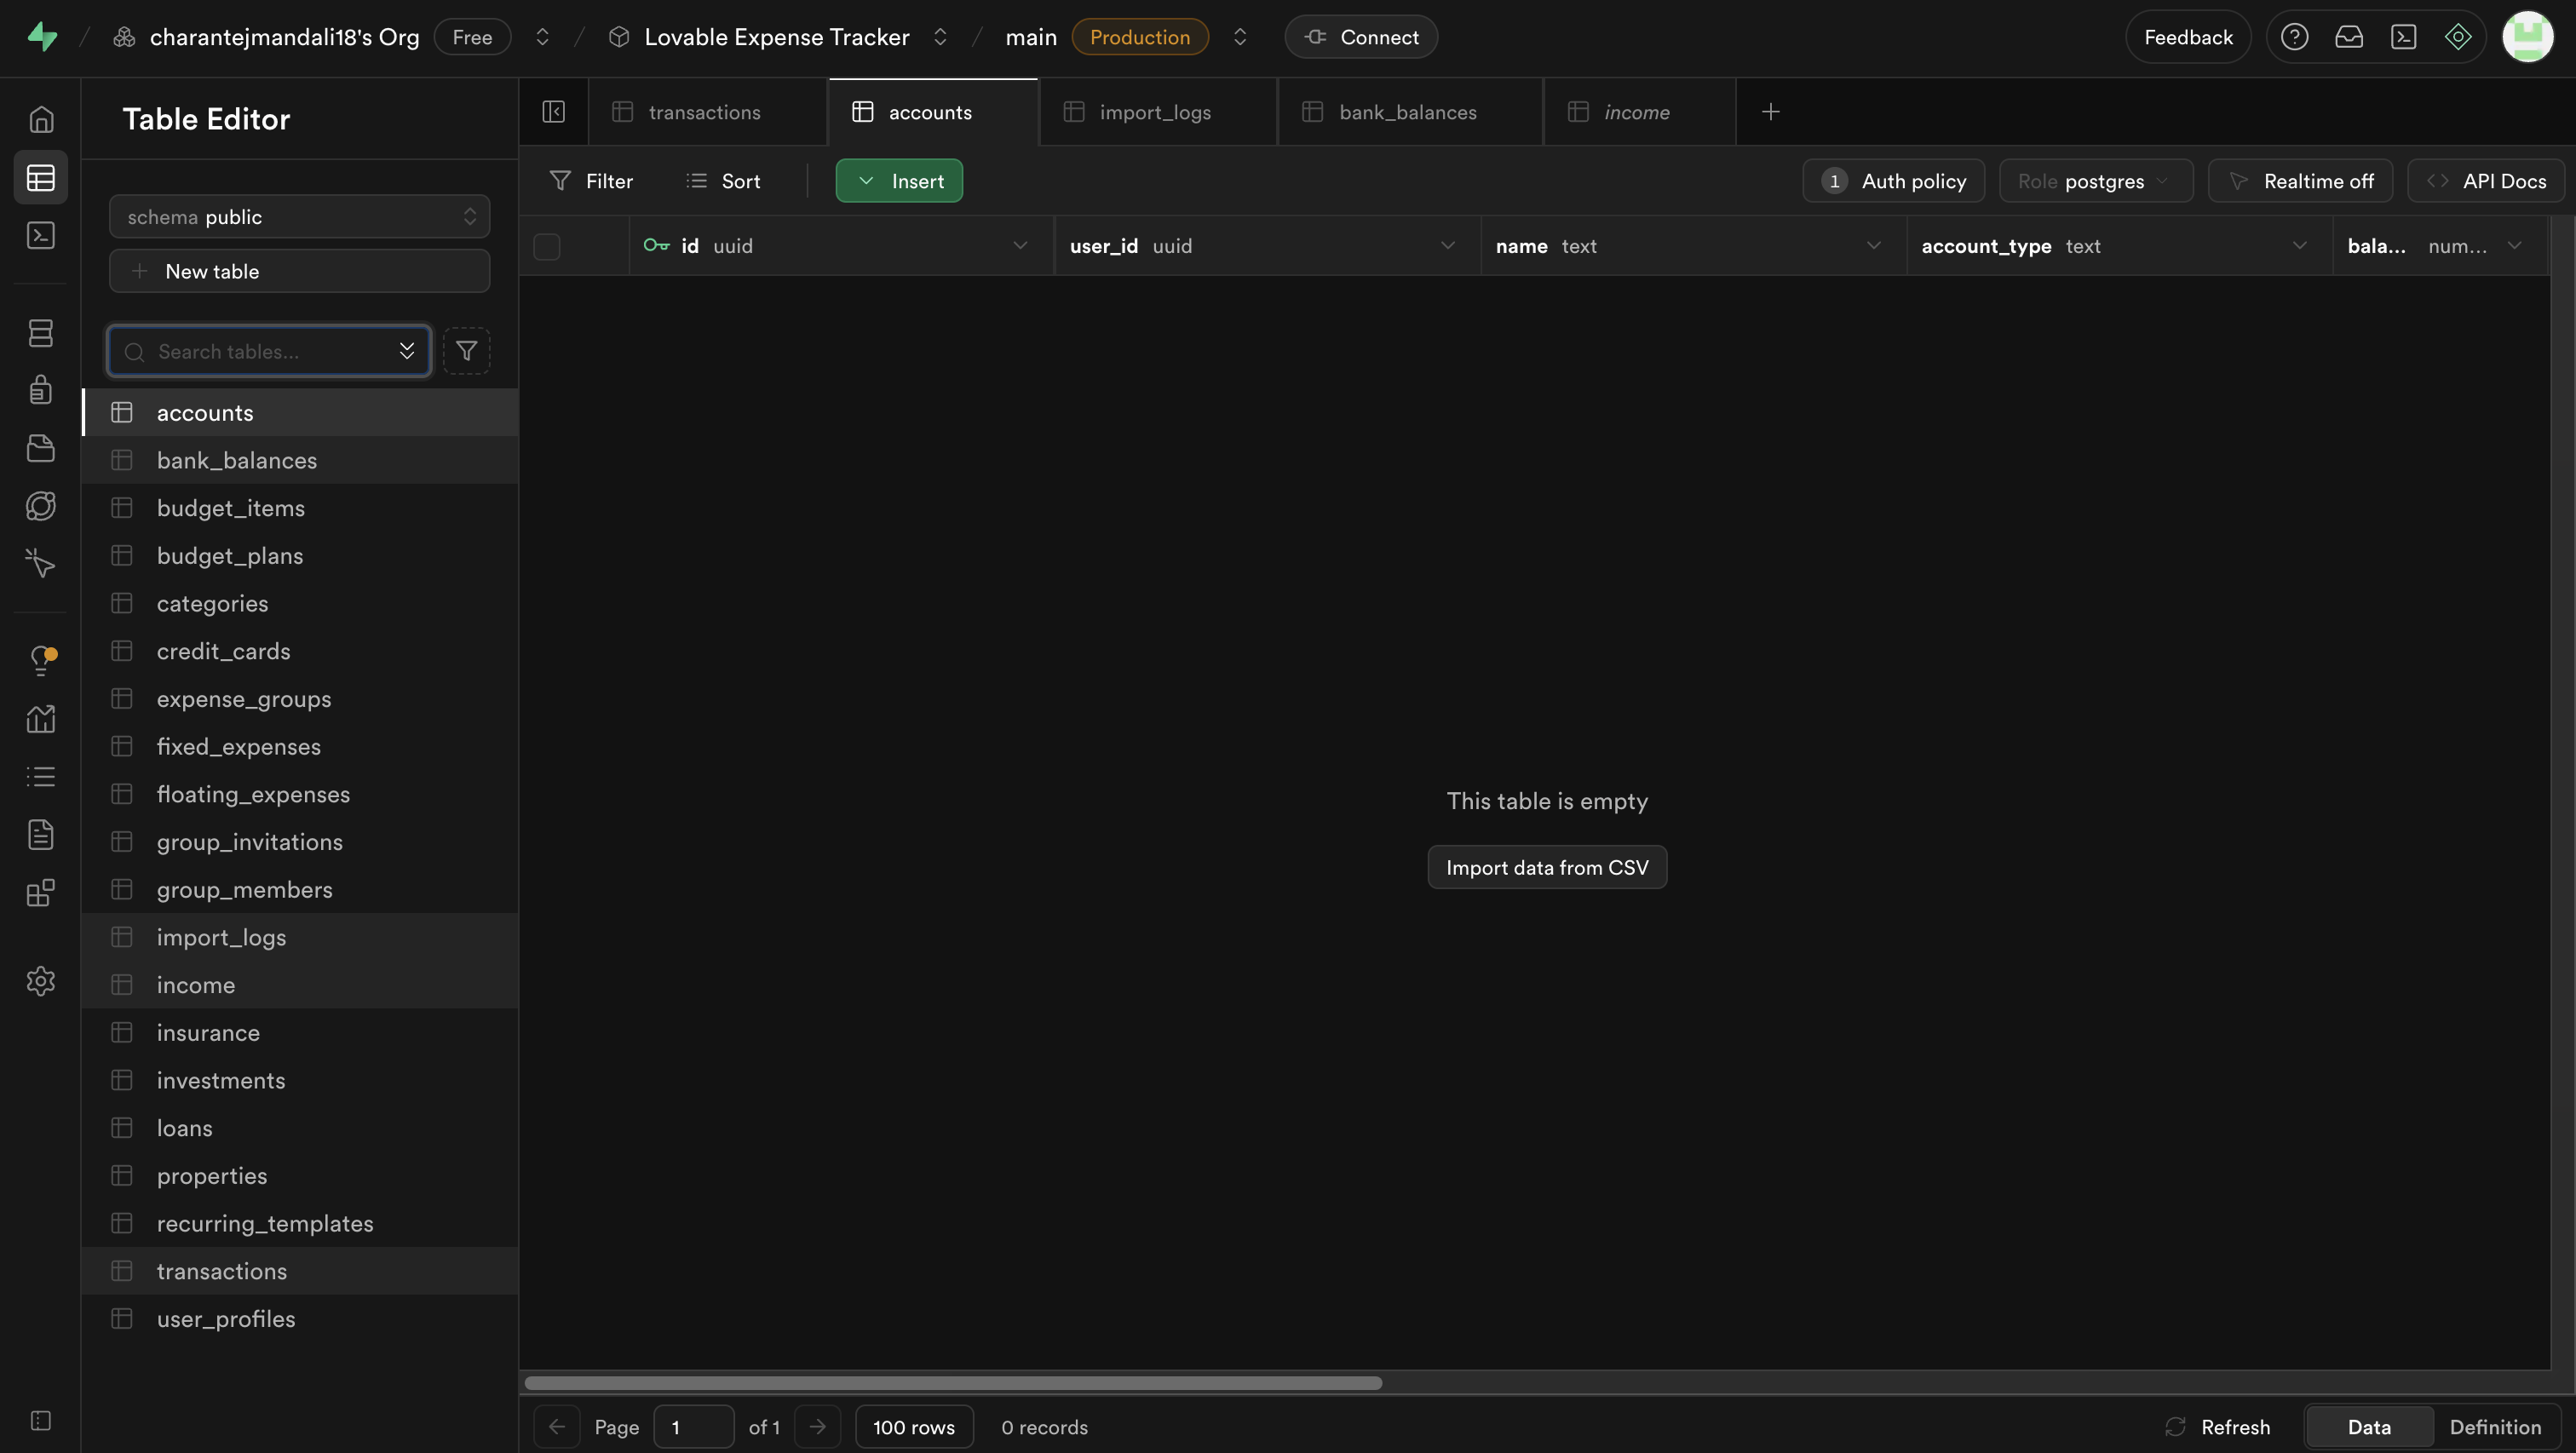 charantejmandali18's Org Free Lovable Expense Tracker main Production Connect Feedback
Table Editor
schema public
New table
Search tables...
accounts
bank_balances
budget_items
budget_plans
categories
credit_cards
expense_groups
fixed_expenses
floating_expenses
group_invitations
group_members
import_logs
income
insurance
investments
loans
properties
recurring_templates
transactions
user_profiles
transactions accounts import_logs bank_balances income
Filter Sort Insert 1 Auth policy Role postgres Realtime off API Docs
id uuid user_id uuid name text account_type text bala... num...
This table is empty
Import data from CSV
Page 1 of 1 100 rows 0 records Refresh Data Definition